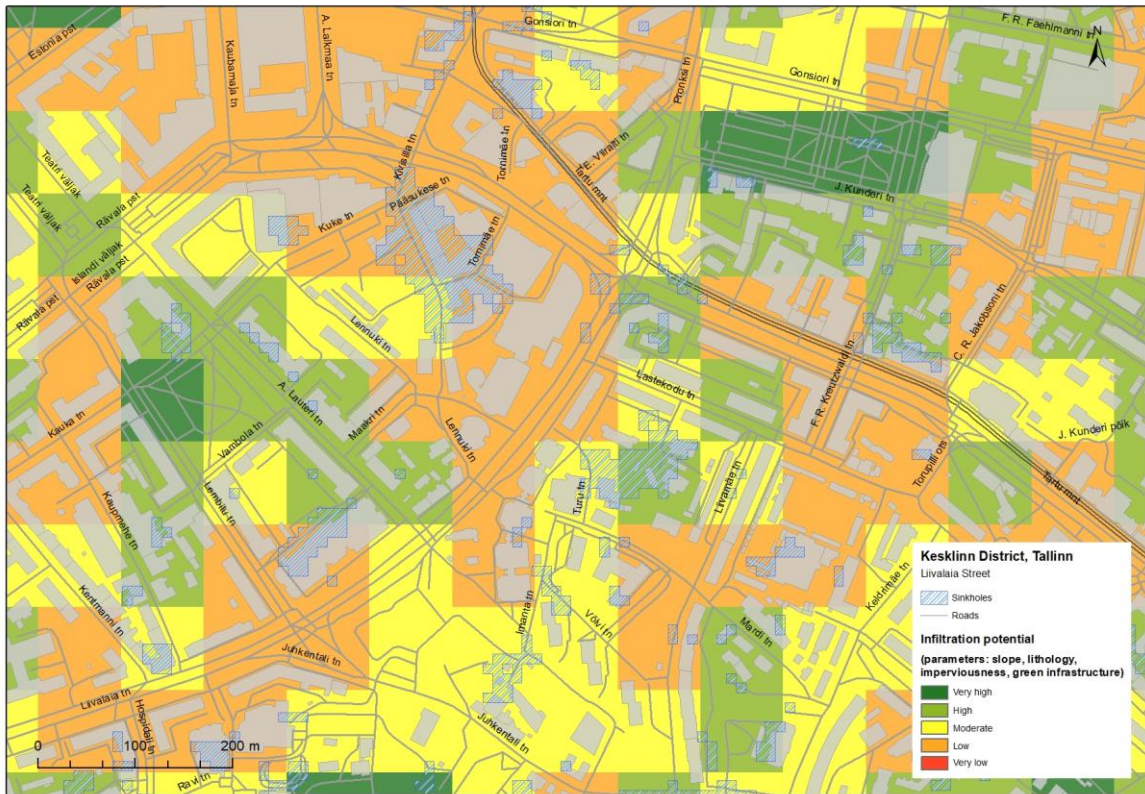 Gonsiori tn
F. R. Faehlmanni tn
N
Estonia pst
Kaubamaja tn
A. Laikmaa tn
Gonsiori tn
Pronksi tn
Tornimäe tn
E. Viiralti tn
Tartu mnt
Kivisilla tn
Teatri väljak
Teatri väljak
Rävala pst
Pääsukese tn
Kuke tn
J. Kunderi tn
Tornimäe tn
Islandi väljak
Rävala pst
Rävala pst
Lennuki tn
C. R. Jakobsoni tn
F. R. Kreutzwaldi tn
Lastekodu tn
A. Lauteri tn
Maakri tn
Kauka tn
Vambola tn
Lennuki tn
J. Kunderi põik
Torupilli ots
Tartu mnt
Liivamäe tn
Turu tn
Lembitu tn
Kaupmehe tn
Kentmanni tn
Imanta tn
Võlvi tn
Mardi tn
Keldrimäe tn
Juhkentali tn
Liivalaia tn
Hospidali tn
Juhkentali tn
Ravi tn
0 100 200 m
Kesklinn District, Tallinn
Liivalaia Street
Sinkholes
Roads
Infiltration potential
(parameters: slope, lithology,
imperviousness, green infrastructure)
Very high
High
Moderate
Low
Very low